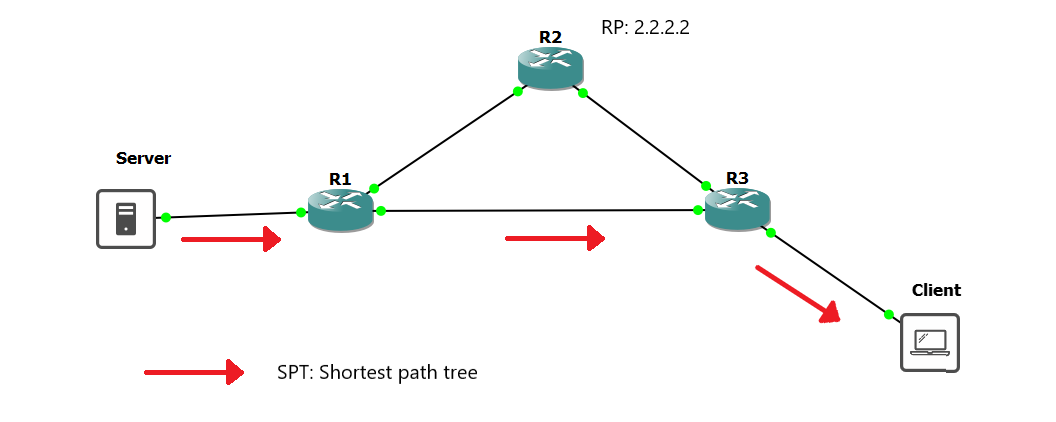 RP: 2.2.2.2
R2
Server
R1
R3
Client
SPT: Shortest path tree